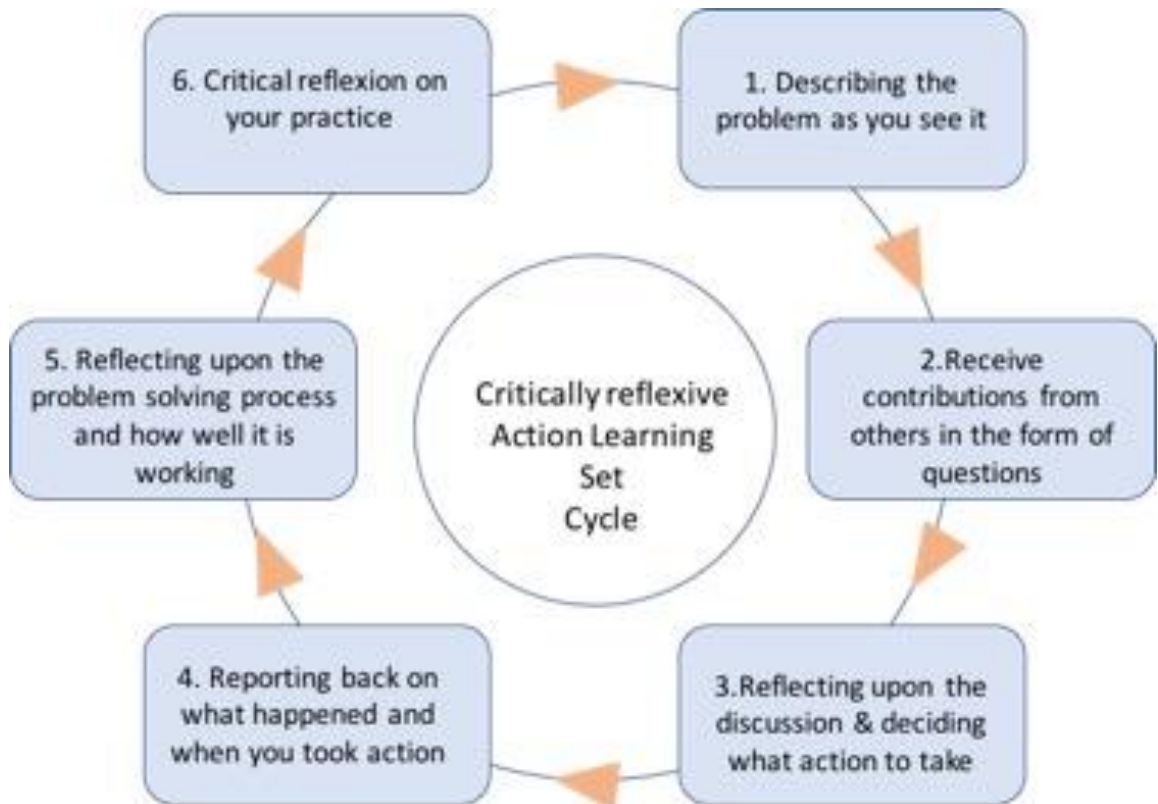 6. Critical reflexion on
your practice
1. Describing the
problem as you see it
2.Receive
contributions from
others in the form of
questions
3.Reflecting upon the
discussion & deciding
what action to take
4. Reporting back on
what happened and
when you took action
5. Reflecting upon the
problem solving process
and how well it is
working
Critically reflexive
Action Learning
Set
Cycle